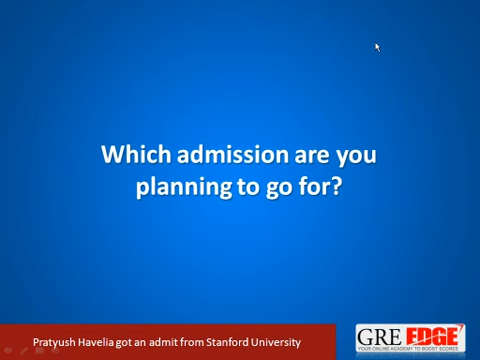 Which admission are you
planning to go for?
Pratyush Havelia got an admit from Stanford University
GRE EDGE
YOUR ONLINE ACADEMY TO BOOST SCORES